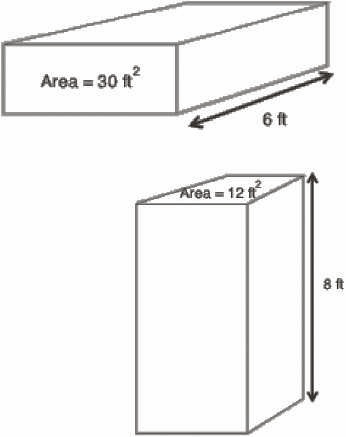 Area = 30 ft²
6 ft
Area = 12 ft²
8 ft